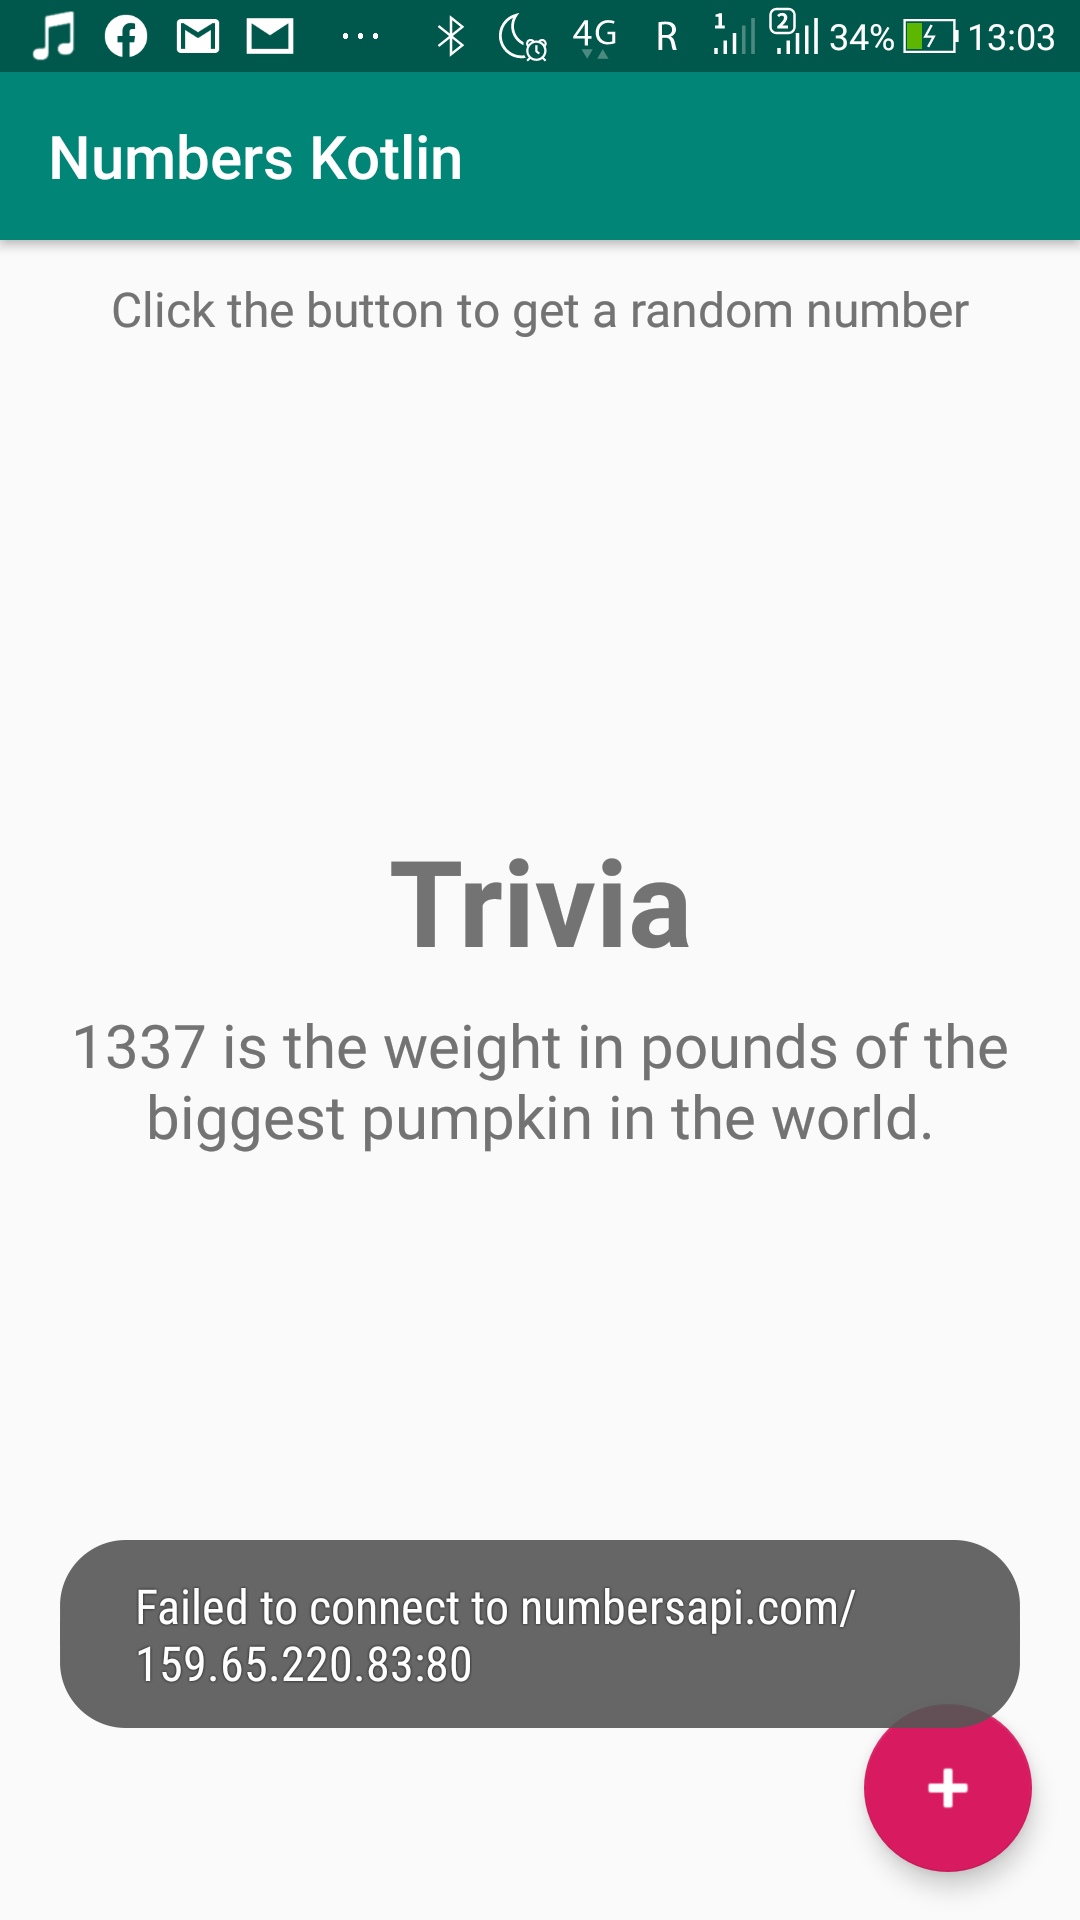 4G R 1 2 34% 13:03
Numbers Kotlin
Click the button to get a random number
Trivia
1337 is the weight in pounds of the
biggest pumpkin in the world.
Failed to connect to numbersapi.com/
159.65.220.83:80